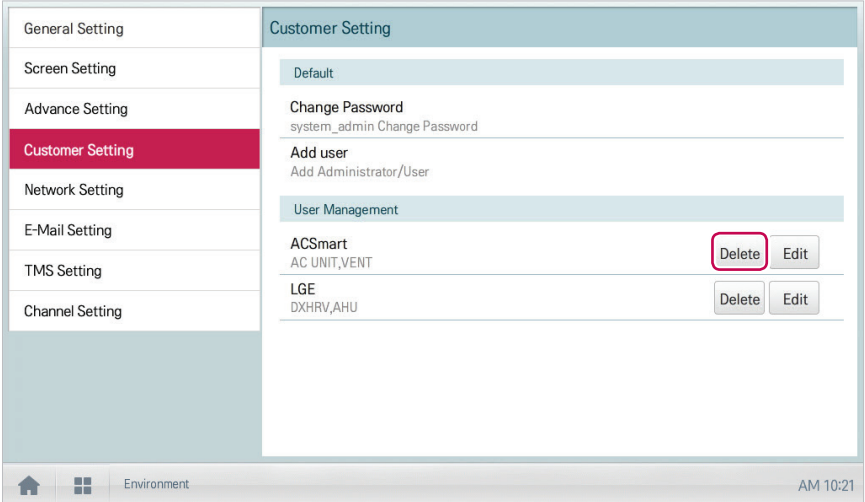 General Setting
Screen Setting
Advance Setting
Customer Setting
Network Setting
E-Mail Setting
TMS Setting
Channel Setting
Customer Setting
Default
Change Password
system_admin Change Password
Add user
Add Administrator/User
User Management
ACSmart
AC UNIT,VENT
Delete Edit
LGE
DXHRV,AHU
Delete Edit
Environment
AM 10:21